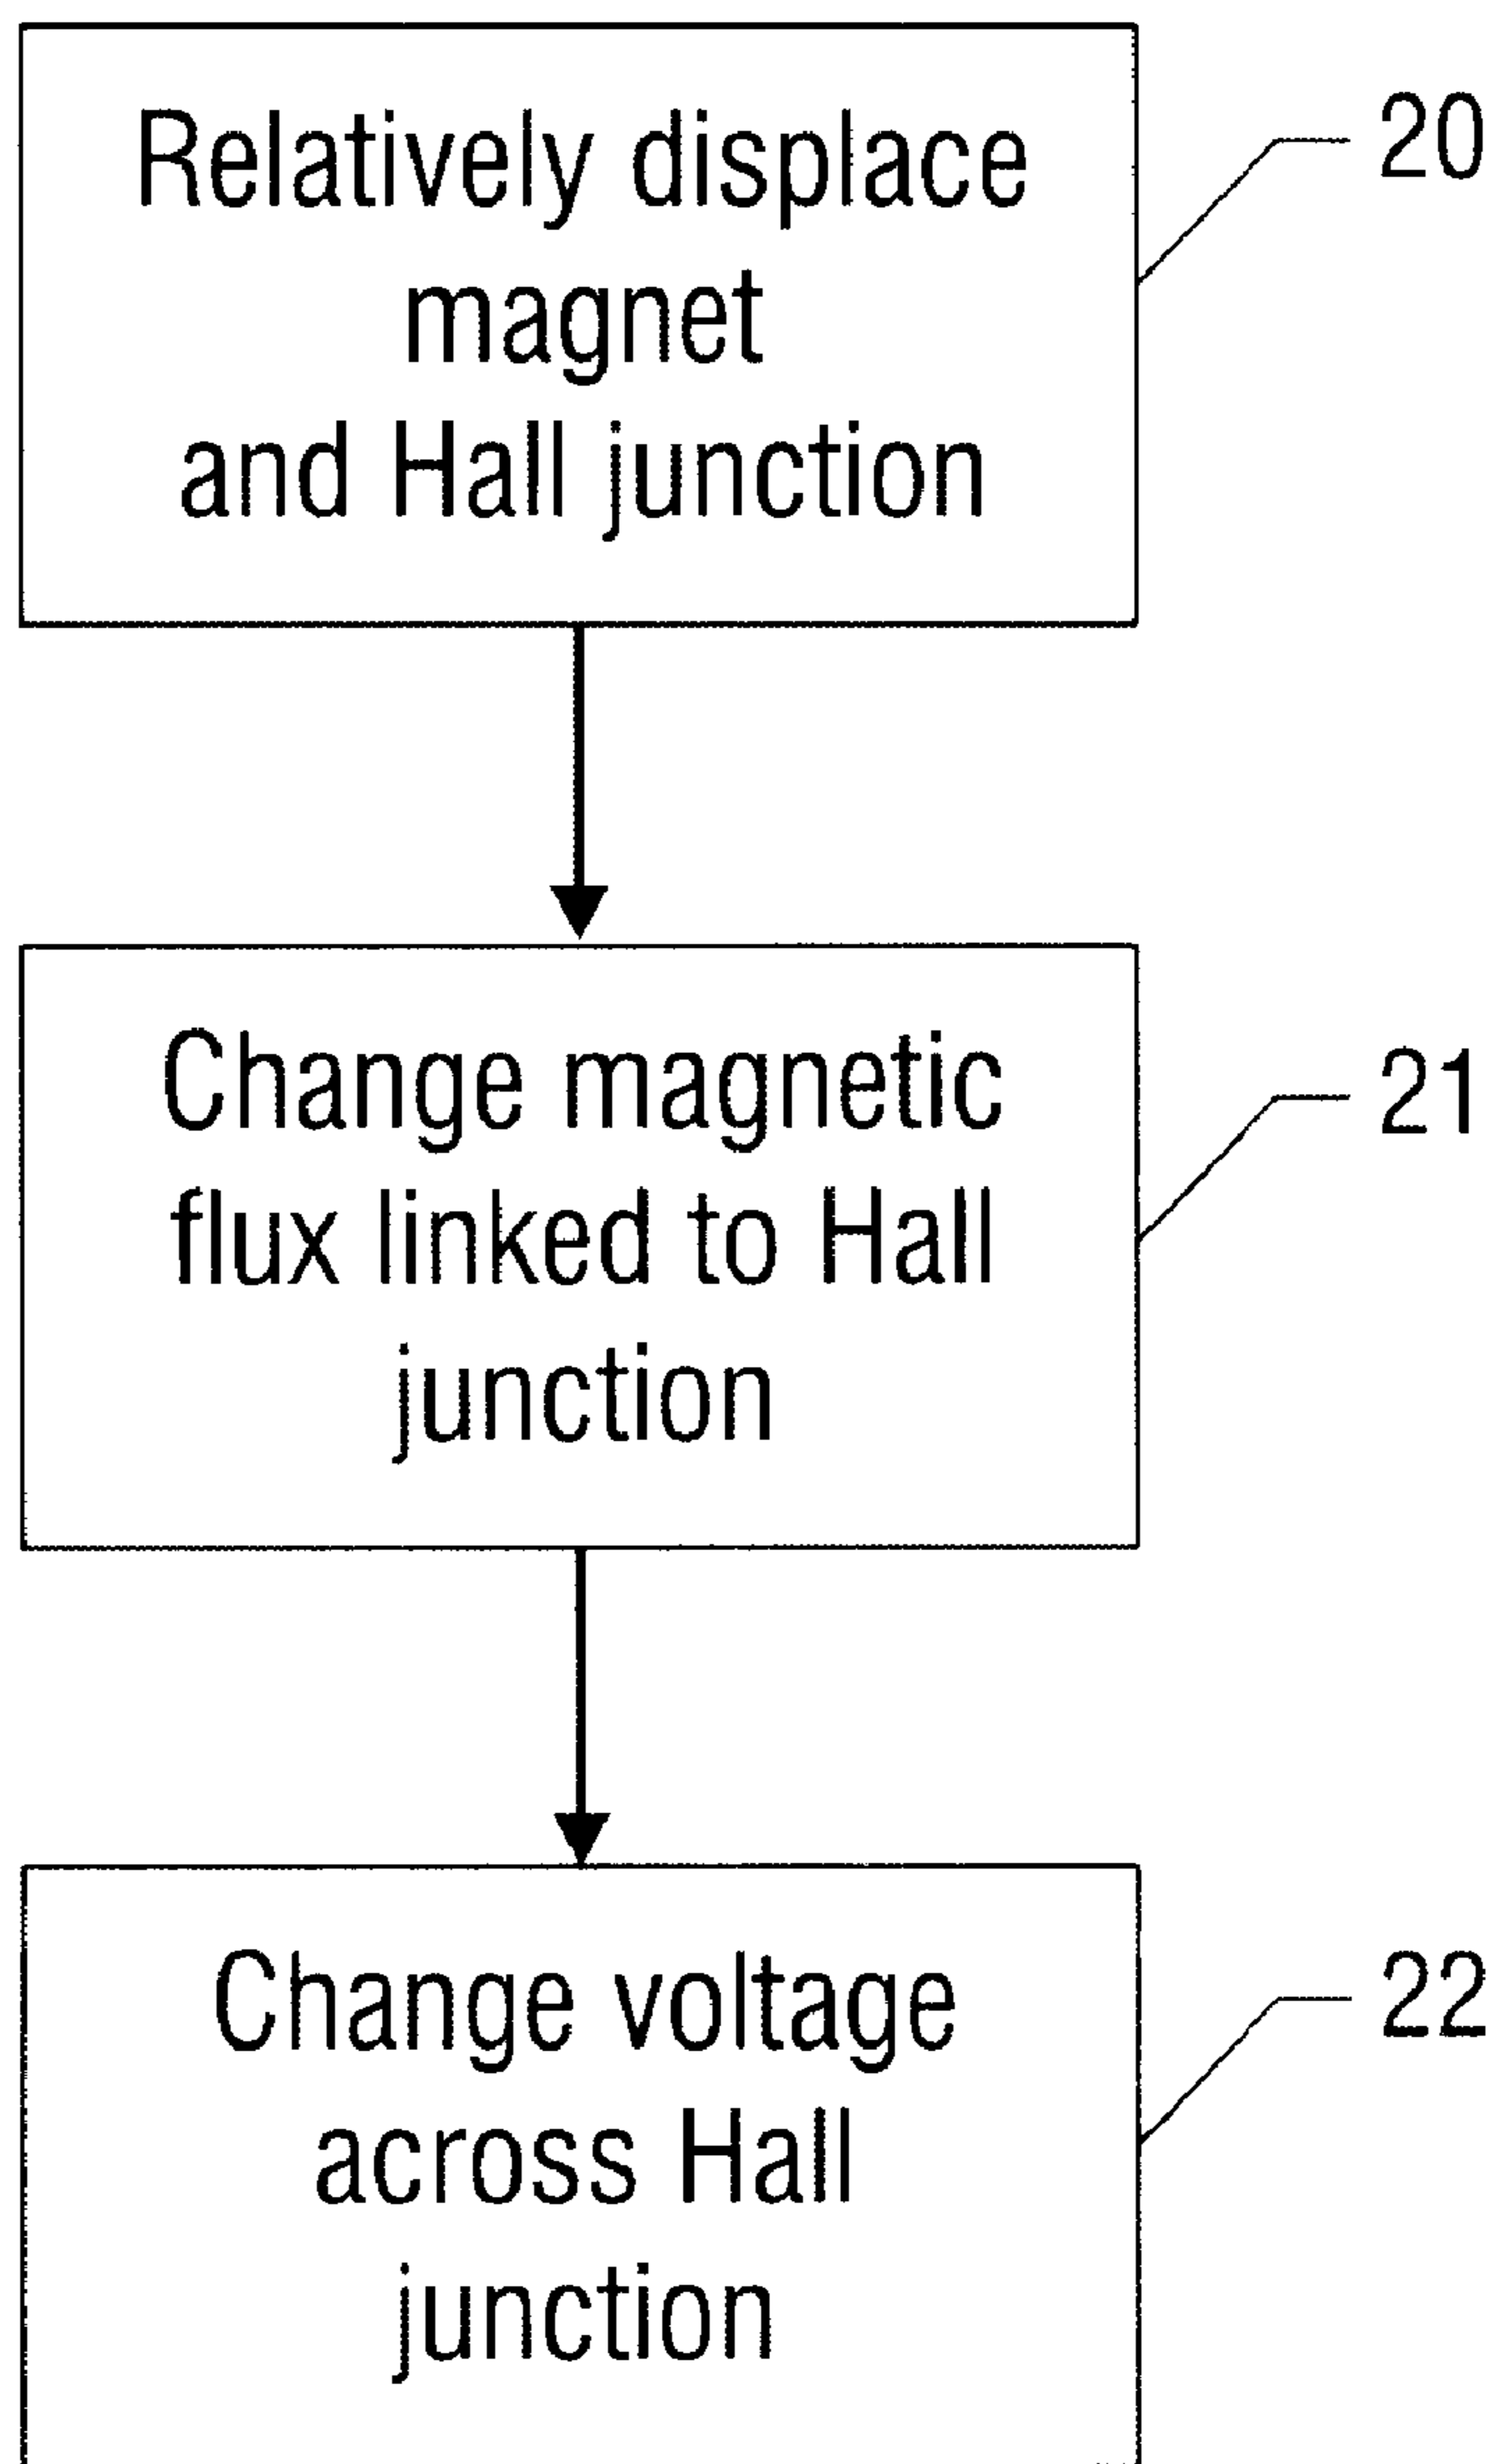 Relatively displace
magnet
and Hall junction
20
Change magnetic
flux linked to Hall
junction
21
Change voltage
across Hall
junction
22